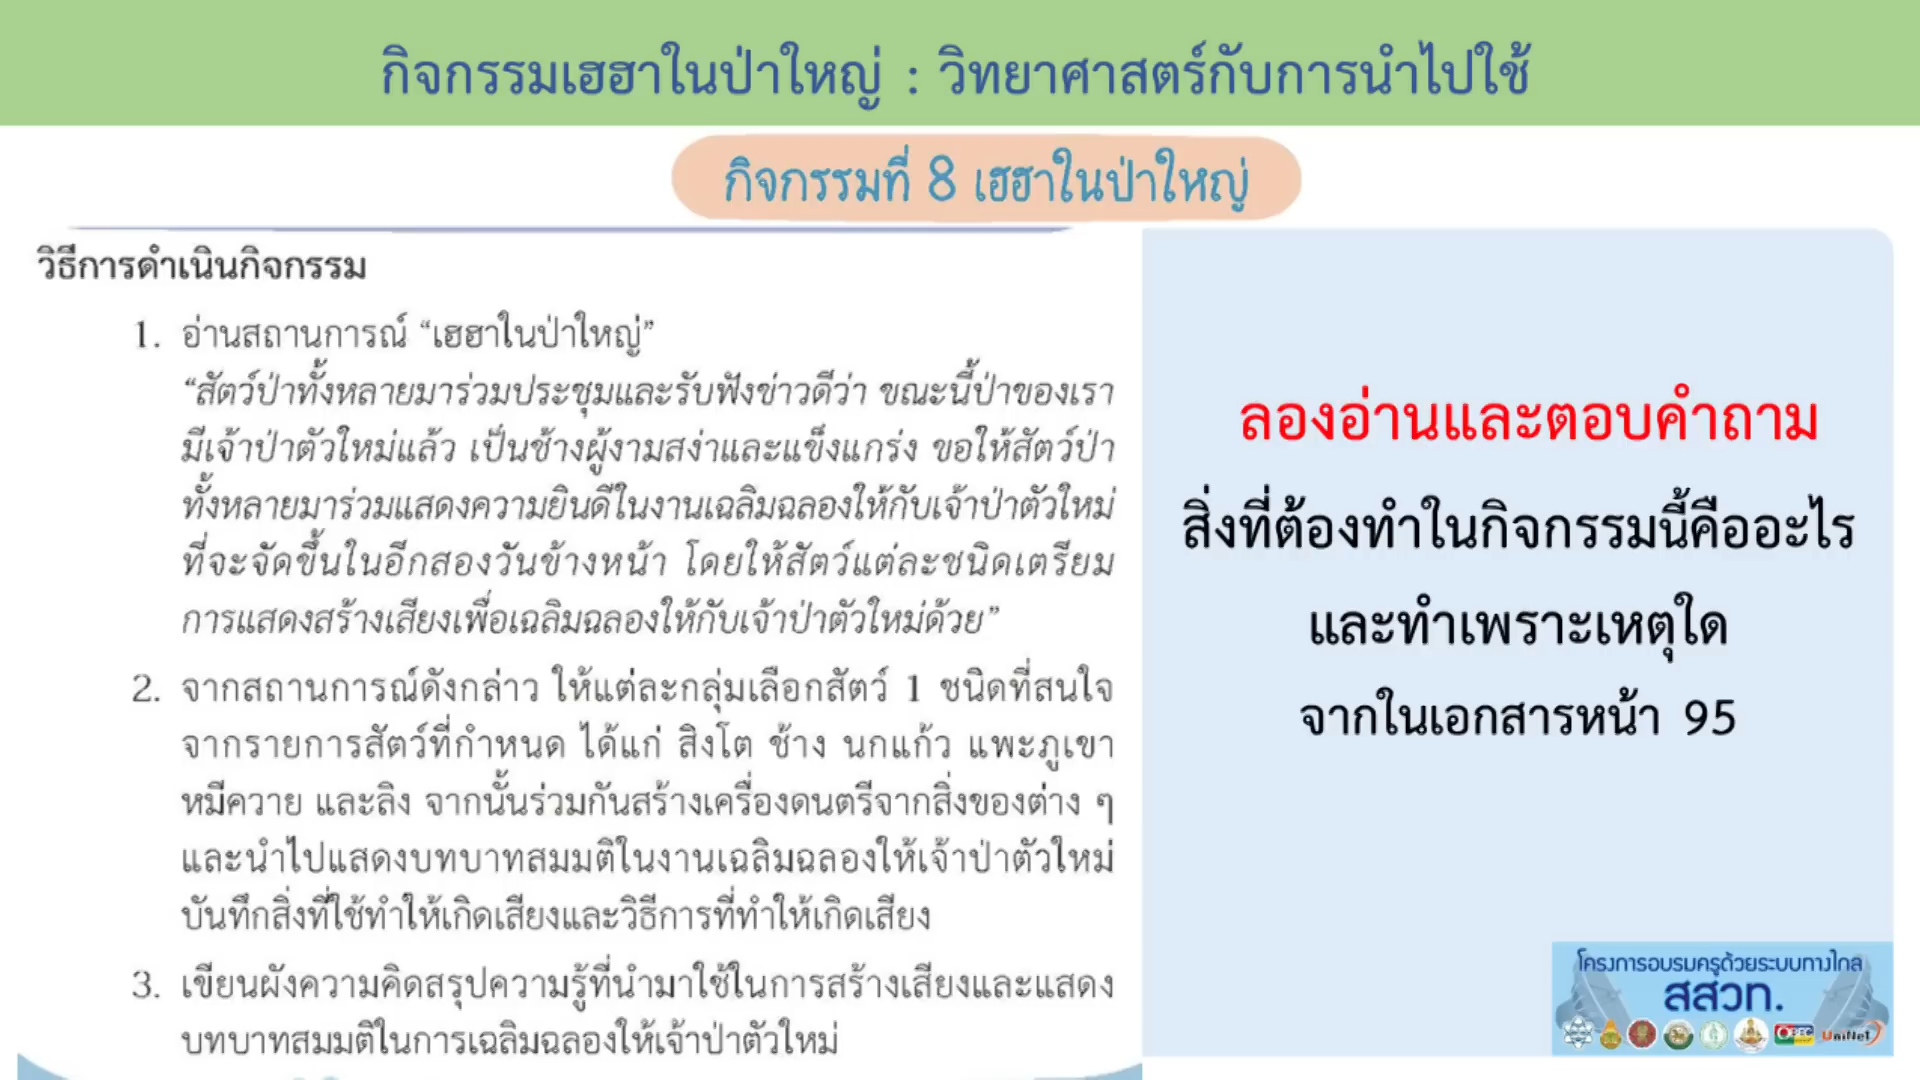 กิจกรรมเฮฮาในป่าใหญ่ : วิทยาศาสตร์กับการนำไปใช้
กิจกรรมที่ 8 เฮฮาในป่าใหญ่
วิธีการดำเนินกิจกรรม
1. อ่านสถานการณ์ “เฮฮาในป่าใหญ่”
“สัตว์ป่าทั้งหลายมาร่วมประชุมและรับฟังข่าวดีว่า ขณะนี้ป่าของเรา
มีเจ้าป่าตัวใหม่แล้ว เป็นช้างผู้งามสง่าและแข็งแกร่ง ขอให้สัตว์ป่า
ทั้งหลายมาร่วมแสดงความยินดีในงานเฉลิมฉลองให้กับเจ้าป่าตัวใหม่
ที่จะจัดขึ้นในอีกสองวันข้างหน้า โดยให้สัตว์แต่ละชนิดเตรียม
การแสดงสร้างเสียงเพื่อเฉลิมฉลองให้กับเจ้าป่าตัวใหม่ด้วย”
2. จากสถานการณ์ดังกล่าว ให้แต่ละกลุ่มเลือกสัตว์ 1 ชนิดที่สนใจ
จากรายการสัตว์ที่กำหนด ได้แก่ สิงโต ช้าง นกแก้ว แพะภูเขา
หมีควาย และลิง จากนั้นร่วมกันสร้างเครื่องดนตรีจากสิ่งของต่าง ๆ
และนำไปแสดงบทบาทสมมติในงานเฉลิมฉลองให้เจ้าป่าตัวใหม่
บันทึกสิ่งที่ใช้ทำให้เกิดเสียงและวิธีการที่ทำให้เกิดเสียง
3. เขียนผังความคิดสรุปความรู้ที่นำมาใช้ในการสร้างเสียงและแสดง
บทบาทสมมติในการเฉลิมฉลองให้เจ้าป่าตัวใหม่
ลองอ่านและตอบคำถาม
สิ่งที่ต้องทำในกิจกรรมนี้คืออะไร
และทำเพราะเหตุใด
จากในเอกสารหน้า 95
โครงการอบรมครูด้วยระบบทางไกล
สสวท.
OBEC
UniNet